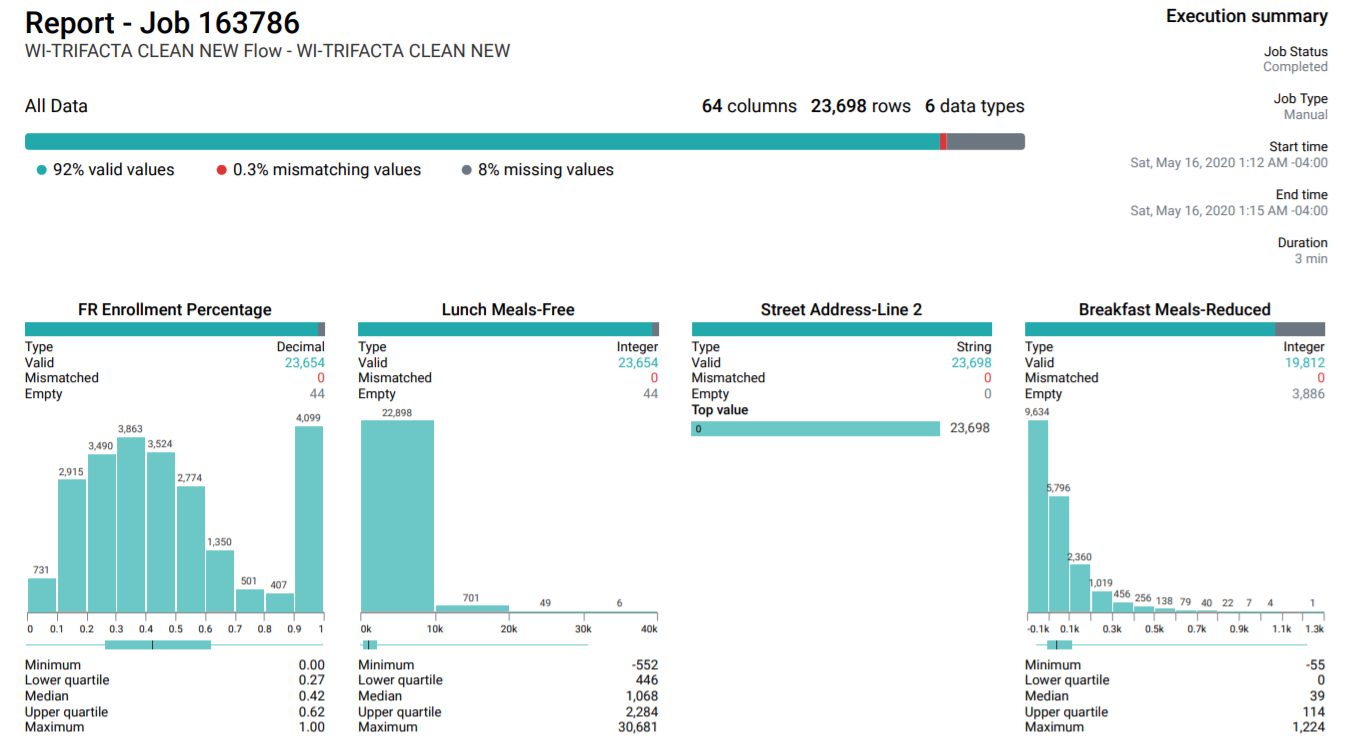 Report - Job 163786
WI-TRIFACTA CLEAN NEW Flow - WI-TRIFACTA CLEAN NEW
Execution summary
Job Status
Completed
Job Type
Manual
Start time
Sat, May 16, 2020 1:12 AM -04:00
End time
Sat, May 16, 2020 1:15 AM -04:00
Duration
3 min
All Data
64 columns 23,698 rows 6 data types
92% valid values 0.3% mismatching values 8% missing values
FR Enrollment Percentage
Type Decimal
Valid 23,654
Mismatched 0
Empty 44
731 2,915 3,490 3,863 3,524 2,774 1,350 501 407 4,099
0 0.1 0.2 0.3 0.4 0.5 0.6 0.7 0.8 0.9 1
Minimum 0.00
Lower quartile 0.27
Median 0.42
Upper quartile 0.62
Maximum 1.00
Lunch Meals-Free
Type Integer
Valid 23,654
Mismatched 0
Empty 44
22,898 701 49 6
0k 10k 20k 30k 40k
Minimum -552
Lower quartile 446
Median 1,068
Upper quartile 2,284
Maximum 30,681
Street Address-Line 2
Type String
Valid 23,698
Mismatched 0
Empty 0
Top value
0 23,698
Breakfast Meals-Reduced
Type Integer
Valid 19,812
Mismatched 0
Empty 3,886
9,634 5,796 2,360 1,019 456 256 138 79 40 22 7 4 1
-0.1k 0.1k 0.3k 0.5k 0.7k 0.9k 1.1k 1.3k
Minimum -55
Lower quartile 0
Median 39
Upper quartile 114
Maximum 1,224